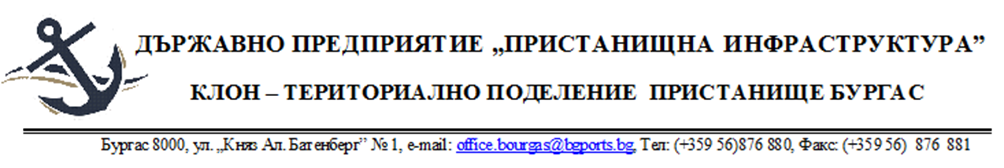 ДЪРЖАВНО ПРЕДПРИЯТИЕ „ПРИСТАНИЩНА ИНФРАСТРУКТУРА”
КЛОН – ТЕРИТОРИАЛНО ПОДЕЛЕНИЕ ПРИСТАНИЩЕ БУРГАС
Бургас 8000, ул. „Княз Ал. Батенберг” № 1, e-mail: office.bourgas@bgports.bg, Тел: (+359 56)876 880, Факс: (+359 56) 876 881